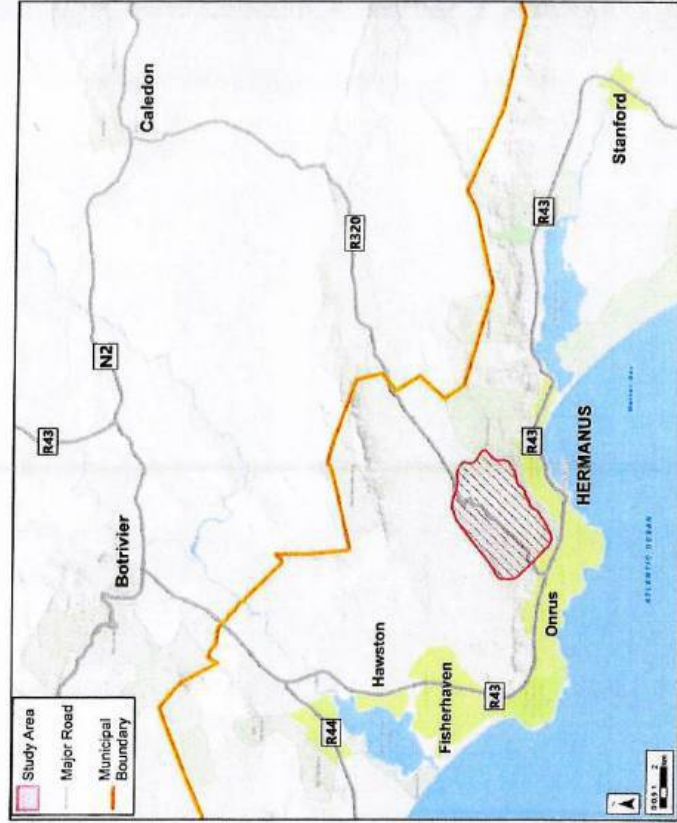 Study Area
Major Road
Municipal
Boundary
R43
N2
Caledon
Botrivier
R320
R43
Stanford
R44
Hawston
Fisherhaven
R43
R43
Onrus
HERMANUS
ATLANTIC OCEAN